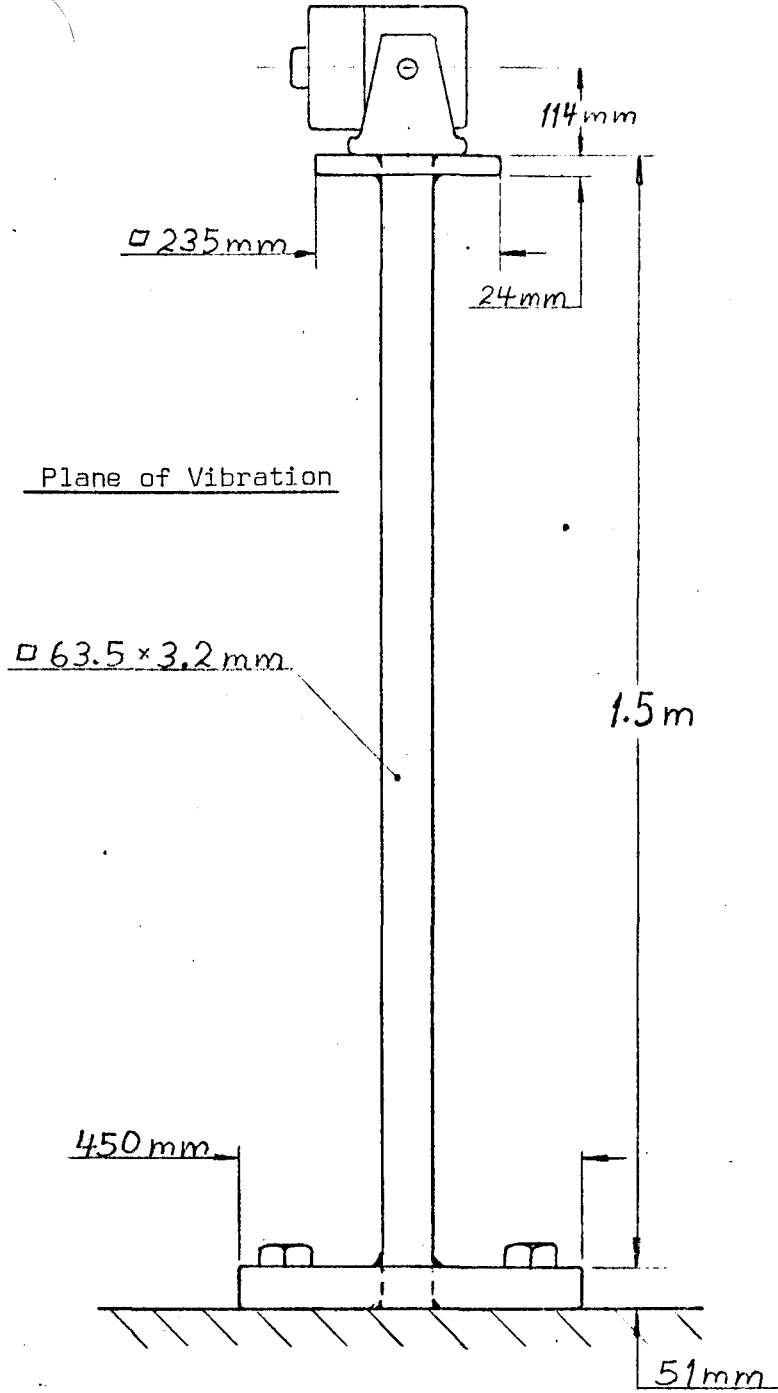 114mm
□ 235mm
24mm
Plane of Vibration
□ 63.5 × 3.2mm
1.5m
450mm
51mm